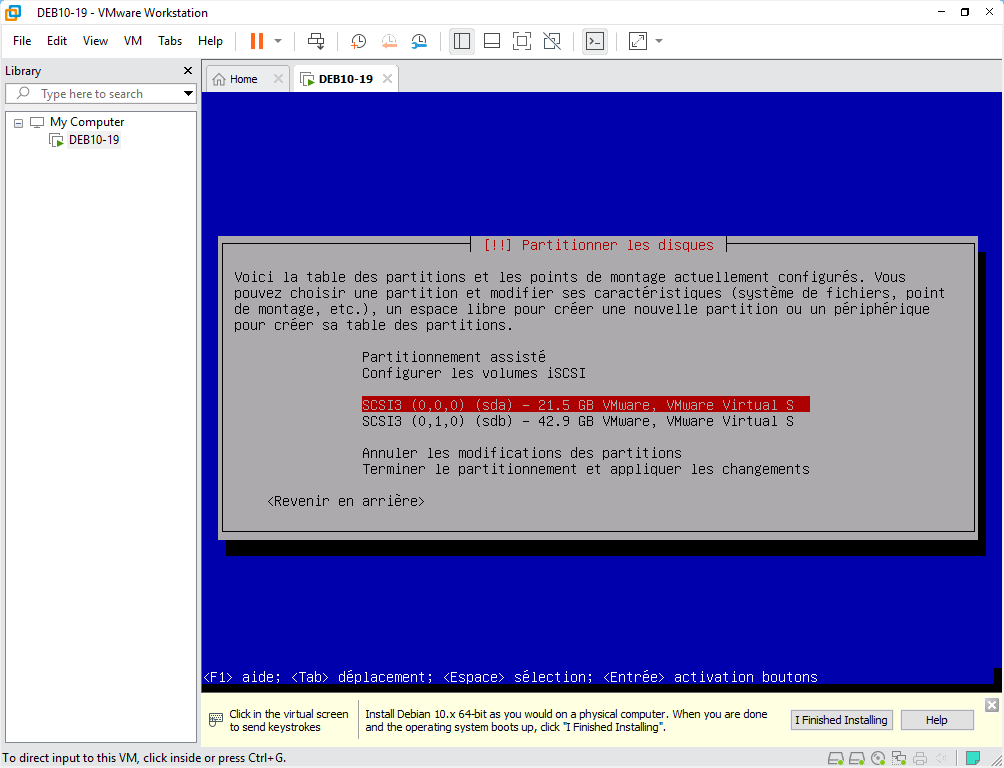 DEB10-19 - VMware Workstation
File Edit View VM Tabs Help
Library
Home
DEB10-19
Type here to search
My Computer
DEB10-19
[!!] Partitionner les disques
Voici la table des partitions et les points de montage actuellement configurés. Vous
pouvez choisir une partition et modifier ses caractéristiques (système de fichiers, point
de montage, etc.), un espace libre pour créer une nouvelle partition ou un périphérique
pour créer sa table des partitions.
Partitionnement assisté
Configurer les volumes iSCSI
SCSI3 (0,0,0) (sda) - 21.5 GB VMware, VMware Virtual S
SCSI3 (0,1,0) (sdb) - 42.9 GB VMware, VMware Virtual S
Annuler les modifications des partitions
Terminer le partitionnement et appliquer les changements
<Revenir en arrière>
<F1> aide; <Tab> déplacement; <Espace> sélection; <Entrée> activation boutons
Click in the virtual screen
to send keystrokes
Install Debian 10.x 64-bit as you would on a physical computer. When you are done
and the operating system boots up, click "I Finished Installing".
I Finished Installing
Help
To direct input to this VM, click inside or press Ctrl+G.